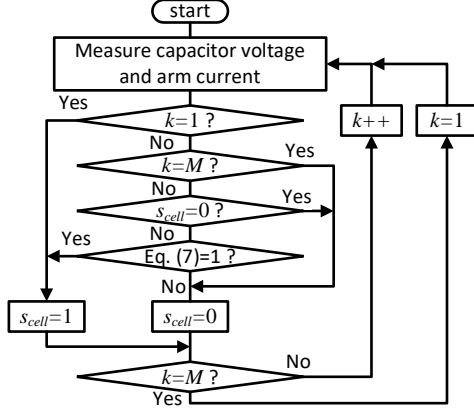 start
Measure capacitor voltage
and arm current
Yes
k=1 ?
k++
k=1
No
k=M ?
Yes
No
s_cell=0 ?
Yes
No
Yes
Eq. (7)=1 ?
No
s_cell=1
s_cell=0
k=M ?
No
Yes